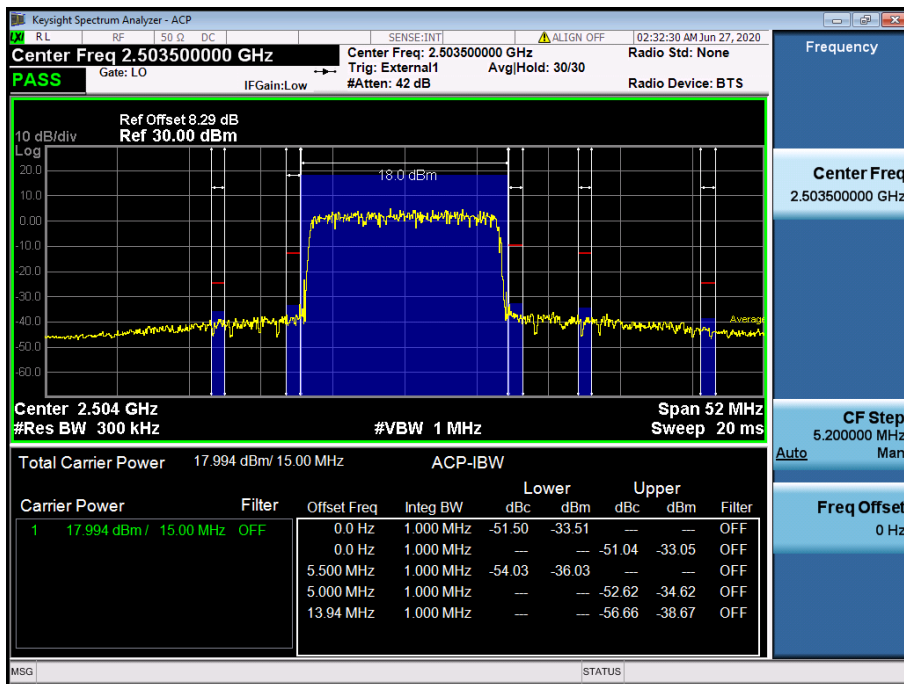 Keysight Spectrum Analyzer - ACP
LXI RL RF 50 Ω DC SENSE:INT ALIGN OFF 02:32:30 AM Jun 27, 2020
Center Freq 2.503500000 GHz
Center Freq: 2.503500000 GHz Radio Std: None
Gate: LO Trig: External1 Avg|Hold: 30/30
PASS IFGain:Low #Atten: 42 dB Radio Device: BTS
Frequency
Ref Offset 8.29 dB
10 dB/div Ref 30.00 dBm
Log
20.0
10.0
0.00
-10.0
-20.0
-30.0
-40.0
-50.0
-60.0
18.0 dBm
Average
Center 2.504 GHz Span 52 MHz
#Res BW 300 kHz #VBW 1 MHz Sweep 20 ms
Total Carrier Power 17.994 dBm/ 15.00 MHz ACP-IBW
Lower Upper
Carrier Power Filter Offset Freq Integ BW dBc dBm dBc dBm Filter
1 17.994 dBm / 15.00 MHz OFF 0.0 Hz 1.000 MHz -51.50 -33.51 --- --- OFF
0.0 Hz 1.000 MHz --- --- -51.04 -33.05 OFF
5.500 MHz 1.000 MHz -54.03 -36.03 --- --- OFF
5.000 MHz 1.000 MHz --- --- -52.62 -34.62 OFF
13.94 MHz 1.000 MHz --- --- -56.66 -38.67 OFF
Center Freq
2.503500000 GHz
CF Step
5.200000 MHz
Auto Man
Freq Offset
0 Hz
MSG STATUS